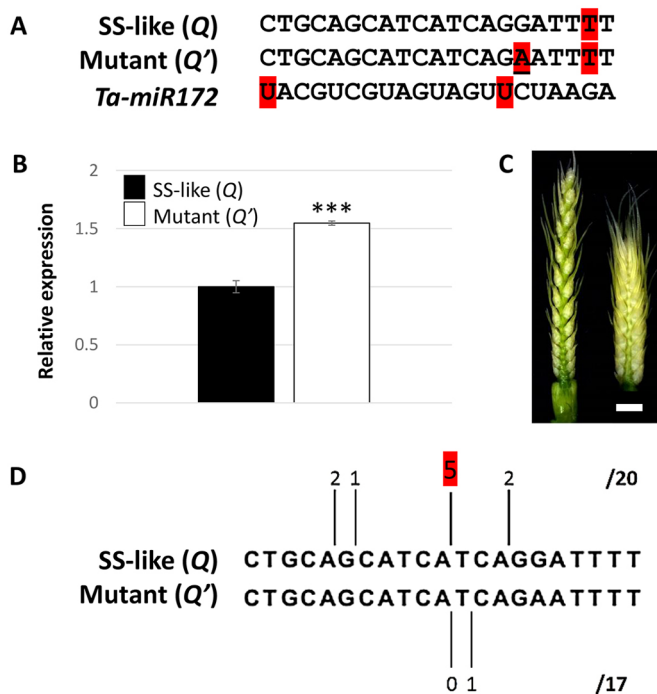 A
SS-like (Q) CTGCAGCATCATCAGGATTTT
Mutant (Q’) CTGCAGCATCATCAGAATTTT
Ta-miR172 UACGUCGUAGUAGUUCUAAGA
B
C
2
SS-like (Q)
Mutant (Q’)
***
1.5
1
0.5
0
Relative expression
D
2 1 5 2 /20
SS-like (Q) CTGCAGCATCATCAGGATTTT
Mutant (Q’) CTGCAGCATCATCAGAATTTT
0 1 /17